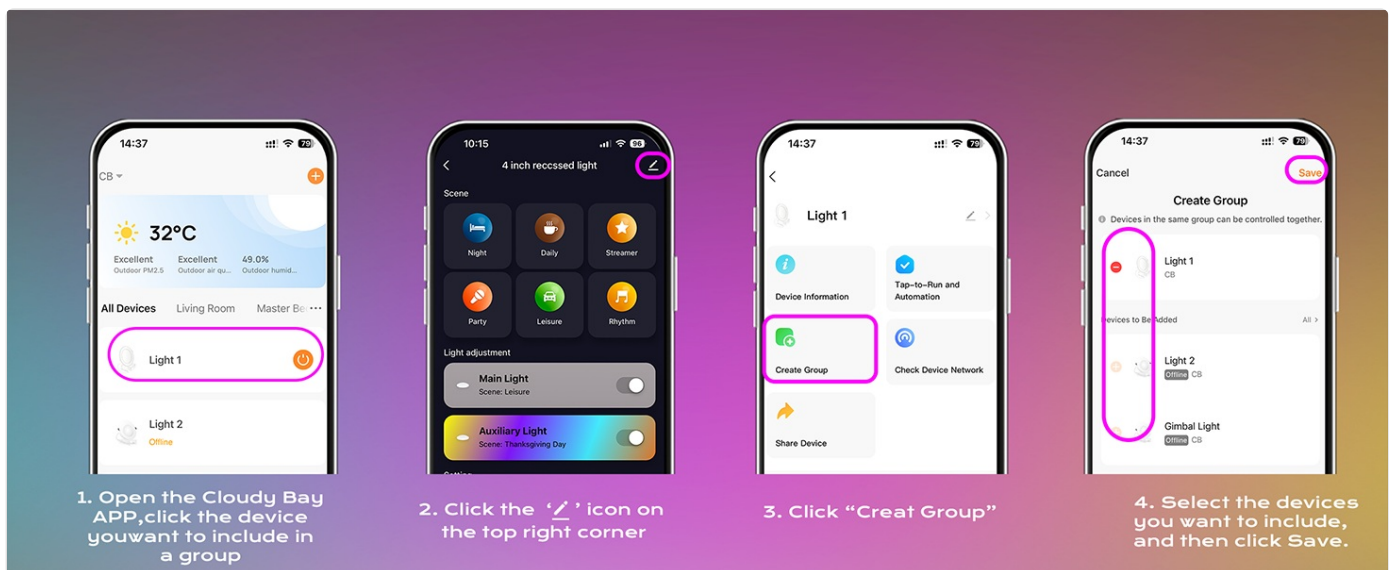 14:37
79
CB
32°C
Excellent
Excellent
49.0%
Outdoor PM2.5
Outdoor air qu...
Outdoor humid...
All Devices
Living Room
Master Be
Light 1
Light 2
Offline
1. Open the Cloudy Bay
APP,click the device
youwant to include in
a group
10:15
96
4 inch reccssed light
Scene
Night
Daily
Streamer
Party
Leisure
Rhythm
Light adjustment
Main Light
Scene: Leisure
Auxiliary Light
Scene: Thanksgiving Day
2. Click the ‘ ’ icon on
the top right corner
14:37
79
Light 1
Device Information
Tap-to-Run and
Automation
Create Group
Check Device Network
Share Device
3. Click “Creat Group”
14:37
79
Cancel
Save
Create Group
Devices in the same group can be controlled together.
Light 1
CB
Devices to Be Added
All >
Light 2
Offline CB
Gimbal Light
Offline CB
4. Select the devices
you want to include,
and then click Save.